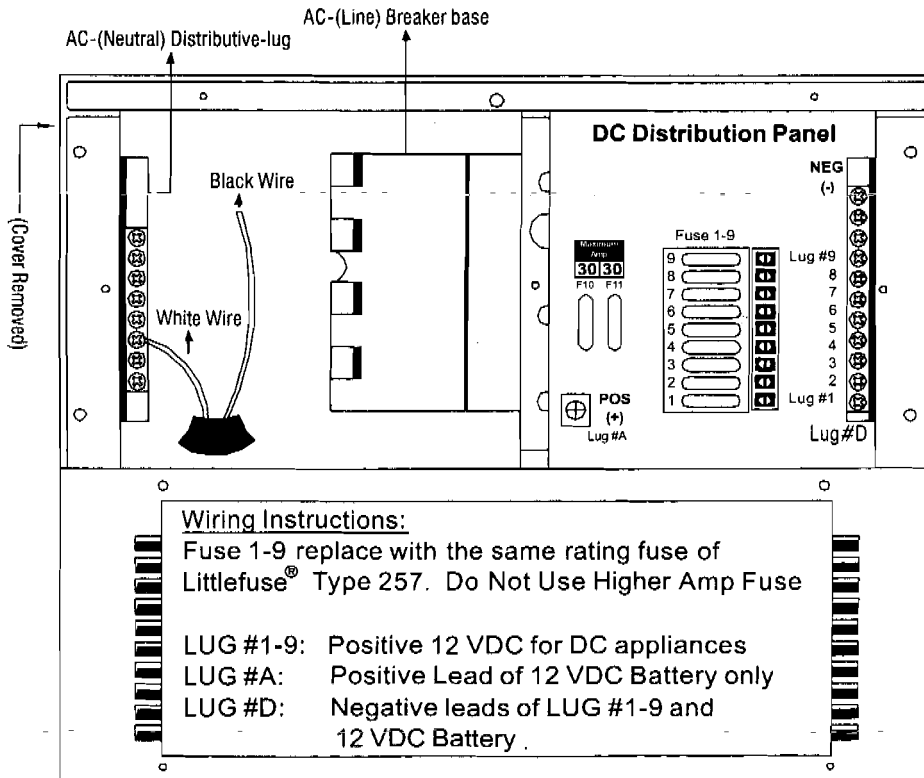 AC-(Line) Breaker base
AC-(Neutral) Distributive-lug
(Cover Removed)
Black Wire
White Wire
DC Distribution Panel
NEG
(-)
Maximum
Amp
30 30
F10 F11
Fuse 1-9
9
8
7
6
5
4
3
2
1
Lug #9
8
7
6
5
4
3
2
Lug #1
POS
(+)
Lug #A
Lug #D
Wiring Instructions:
Fuse 1-9 replace with the same rating fuse of
Littlefuse® Type 257. Do Not Use Higher Amp Fuse
LUG #1-9: Positive 12 VDC for DC appliances
LUG #A: Positive Lead of 12 VDC Battery only
LUG #D: Negative leads of LUG #1-9 and
12 VDC Battery .